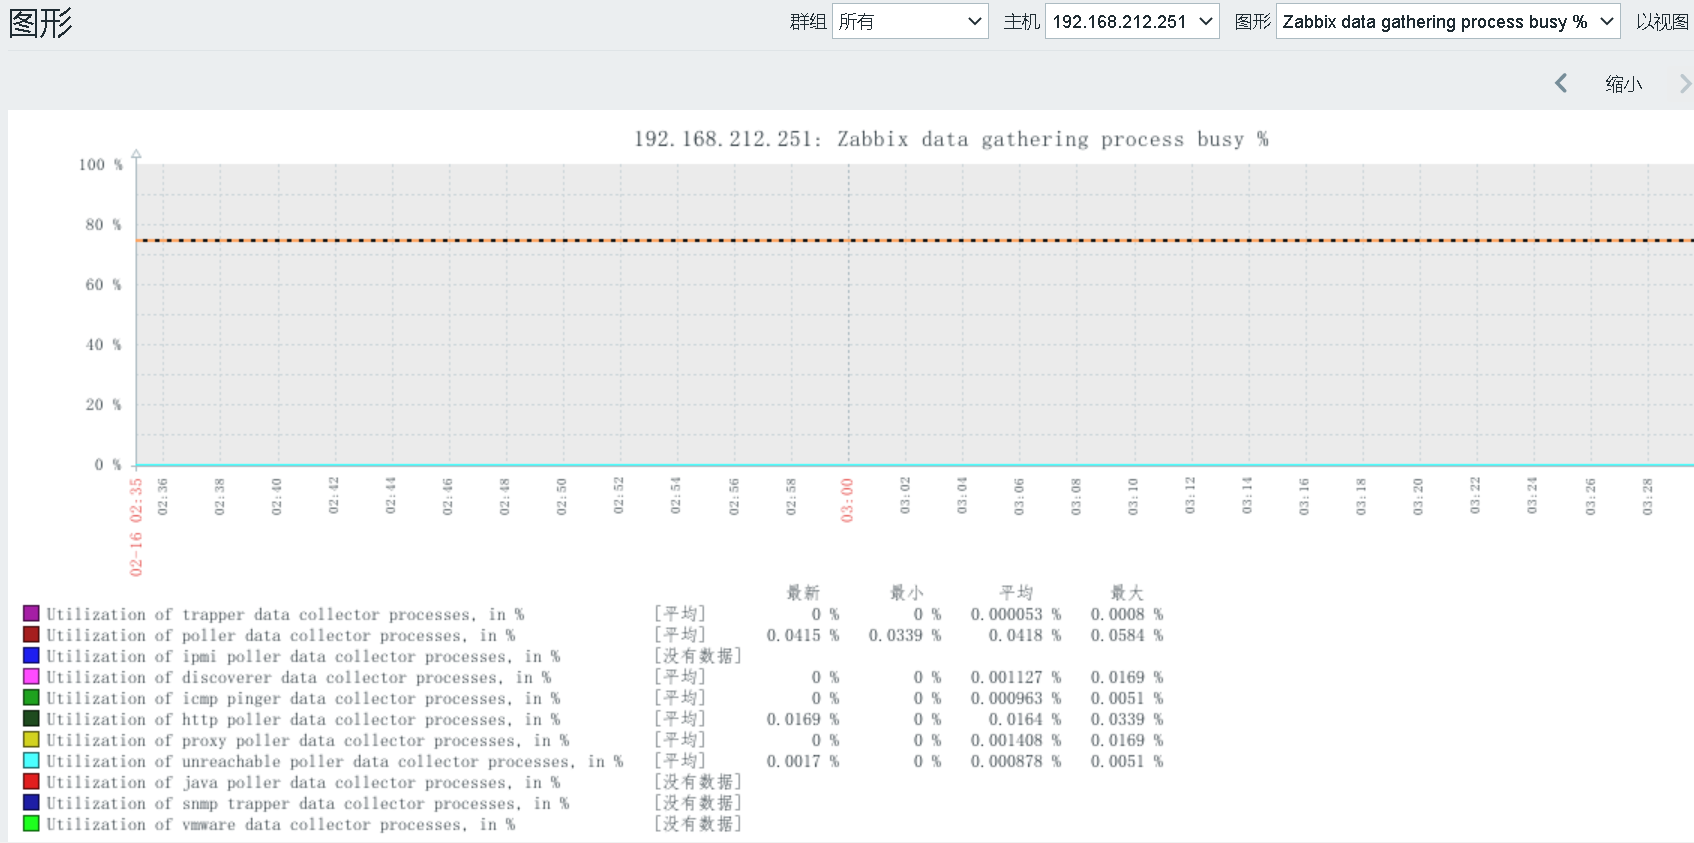 图形
群组 所有 主机 192.168.212.251 图形 Zabbix data gathering process busy % 以视图
缩小
192.168.212.251: Zabbix data gathering process busy %
100 %
80 %
60 %
40 %
20 %
0 %
02-16 02:35 02:36 02:38 02:40 02:42 02:44 02:46 02:48 02:50 02:52 02:54 02:56 02:58 03:00 03:02 03:04 03:06 03:08 03:10 03:12 03:14 03:16 03:18 03:20 03:22 03:24 03:26 03:28
最新 最小 平均 最大
Utilization of trapper data collector processes, in % [平均] 0 % 0 % 0.000053 % 0.0008 %
Utilization of poller data collector processes, in % [平均] 0.0415 % 0.0339 % 0.0418 % 0.0584 %
Utilization of ipmi poller data collector processes, in % [没有数据]
Utilization of discoverer data collector processes, in % [平均] 0 % 0 % 0.001127 % 0.0169 %
Utilization of icmp pinger data collector processes, in % [平均] 0 % 0 % 0.000963 % 0.0051 %
Utilization of http poller data collector processes, in % [平均] 0.0169 % 0 % 0.0164 % 0.0339 %
Utilization of proxy poller data collector processes, in % [平均] 0 % 0 % 0.001408 % 0.0169 %
Utilization of unreachable poller data collector processes, in % [平均] 0.0017 % 0 % 0.000878 % 0.0051 %
Utilization of java poller data collector processes, in % [没有数据]
Utilization of snmp trapper data collector processes, in % [没有数据]
Utilization of vmware data collector processes, in % [没有数据]